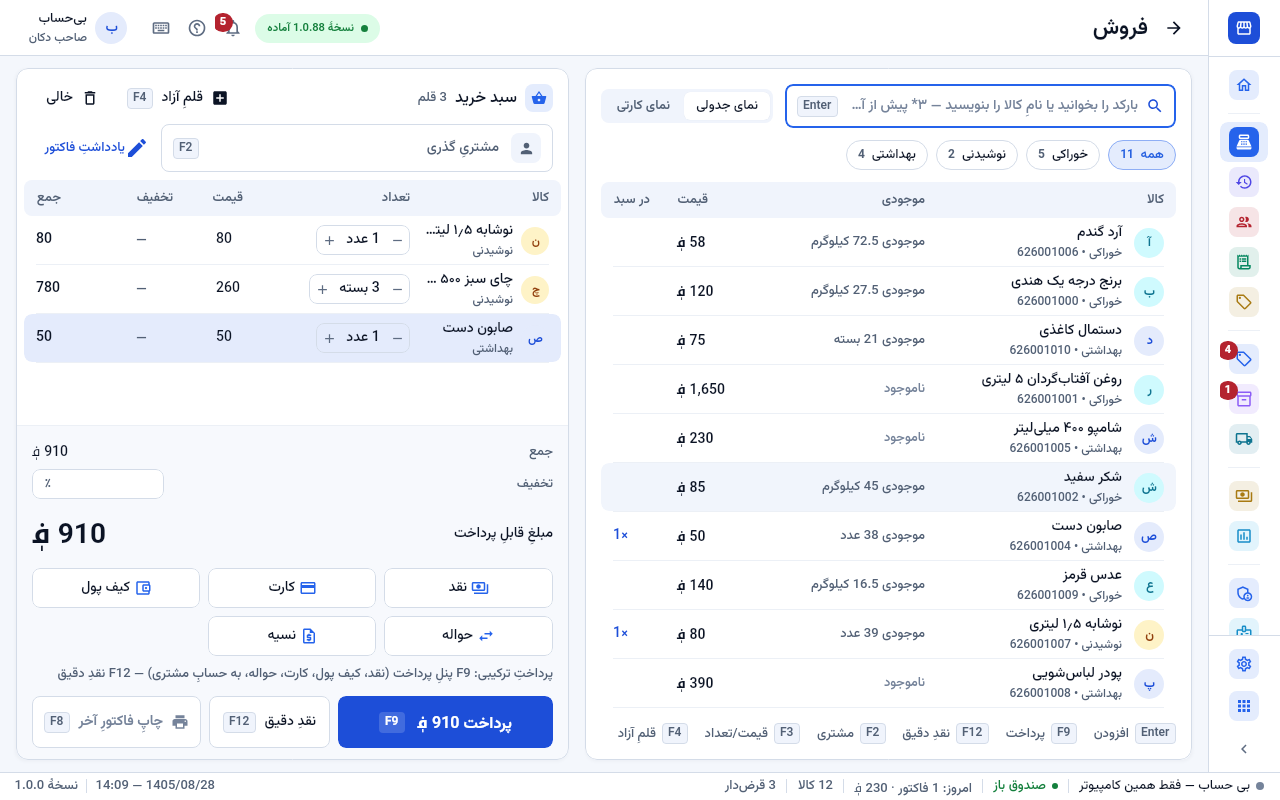 فروش
نسخهٔ 1.0.88 آماده
5
ب
بی‌حساب
صاحب دکان
بارکد را بخوانید یا نامِ کالا را بنویسید — ۳* پیش از آ...
Enter
نمای جدولی
نمای کارتی
همه 11
خوراکی 5
نوشیدنی 2
بهداشتی 4
کالا موجودی قیمت در سبد
آ آرد گندم موجودی 72.5 کیلوگرم 58 ؋
خوراکی • 626001006
ب برنج درجه یک هندی موجودی 27.5 کیلوگرم 120 ؋
خوراکی • 626001000
د دستمال کاغذی موجودی 21 بسته 75 ؋
بهداشتی • 626001010
ر روغن آفتاب‌گردان ۵ لیتری ناموجود 1,650 ؋
خوراکی • 626001001
ش شامپو ۴۰۰ میلی‌لیتر ناموجود 230 ؋
بهداشتی • 626001005
ش شکر سفید موجودی 45 کیلوگرم 85 ؋
خوراکی • 626001002
ص صابون دست موجودی 38 عدد 50 ؋ ×1
بهداشتی • 626001004
ع عدس قرمز موجودی 16.5 کیلوگرم 140 ؋
خوراکی • 626001009
ن نوشابه ۱٫۵ لیتری موجودی 39 عدد 80 ؋ ×1
نوشیدنی • 626001007
پ پودر لباس‌شویی ناموجود 390 ؋
بهداشتی • 626001008
Enter افزودن F9 پرداخت F12 نقدِ دقیق F2 مشتری F3 قیمت/تعداد F4 قلمِ آزاد
سبد خرید 3 قلم
قلمِ آزاد F4
خالی
مشتریِ گذری F2
یادداشتِ فاکتور
کالا تعداد قیمت تخفیف جمع
ن نوشابه ۱٫۵ لیتـ... − 1 عدد + 80 — 80
نوشیدنی
چ چای سبز ۵۰۰ ... − 3 بسته + 260 — 780
نوشیدنی
ص صابون دست − 1 عدد + 50 — 50
بهداشتی
جمع 910 ؋
تخفیف ٪
مبلغِ قابلِ پرداخت 910 ؋
نقد
کارت
کیف پول
حواله
نسیه
پرداختِ ترکیبی: F9 پنلِ پرداخت (نقد، کیف پول، کارت، حواله، به حسابِ مشتری) — F12 نقدِ دقیق
پرداخت 910 ؋ F9
نقدِ دقیق F12
چاپِ فاکتورِ آخر F8
4
1
بی حساب — فقط همین کامپیوتر
صندوق باز
امروز: 1 فاکتور · 230 ؋
12 کالا
3 قرض‌دار
1405/08/28 — 14:09
نسخهٔ 1.0.0